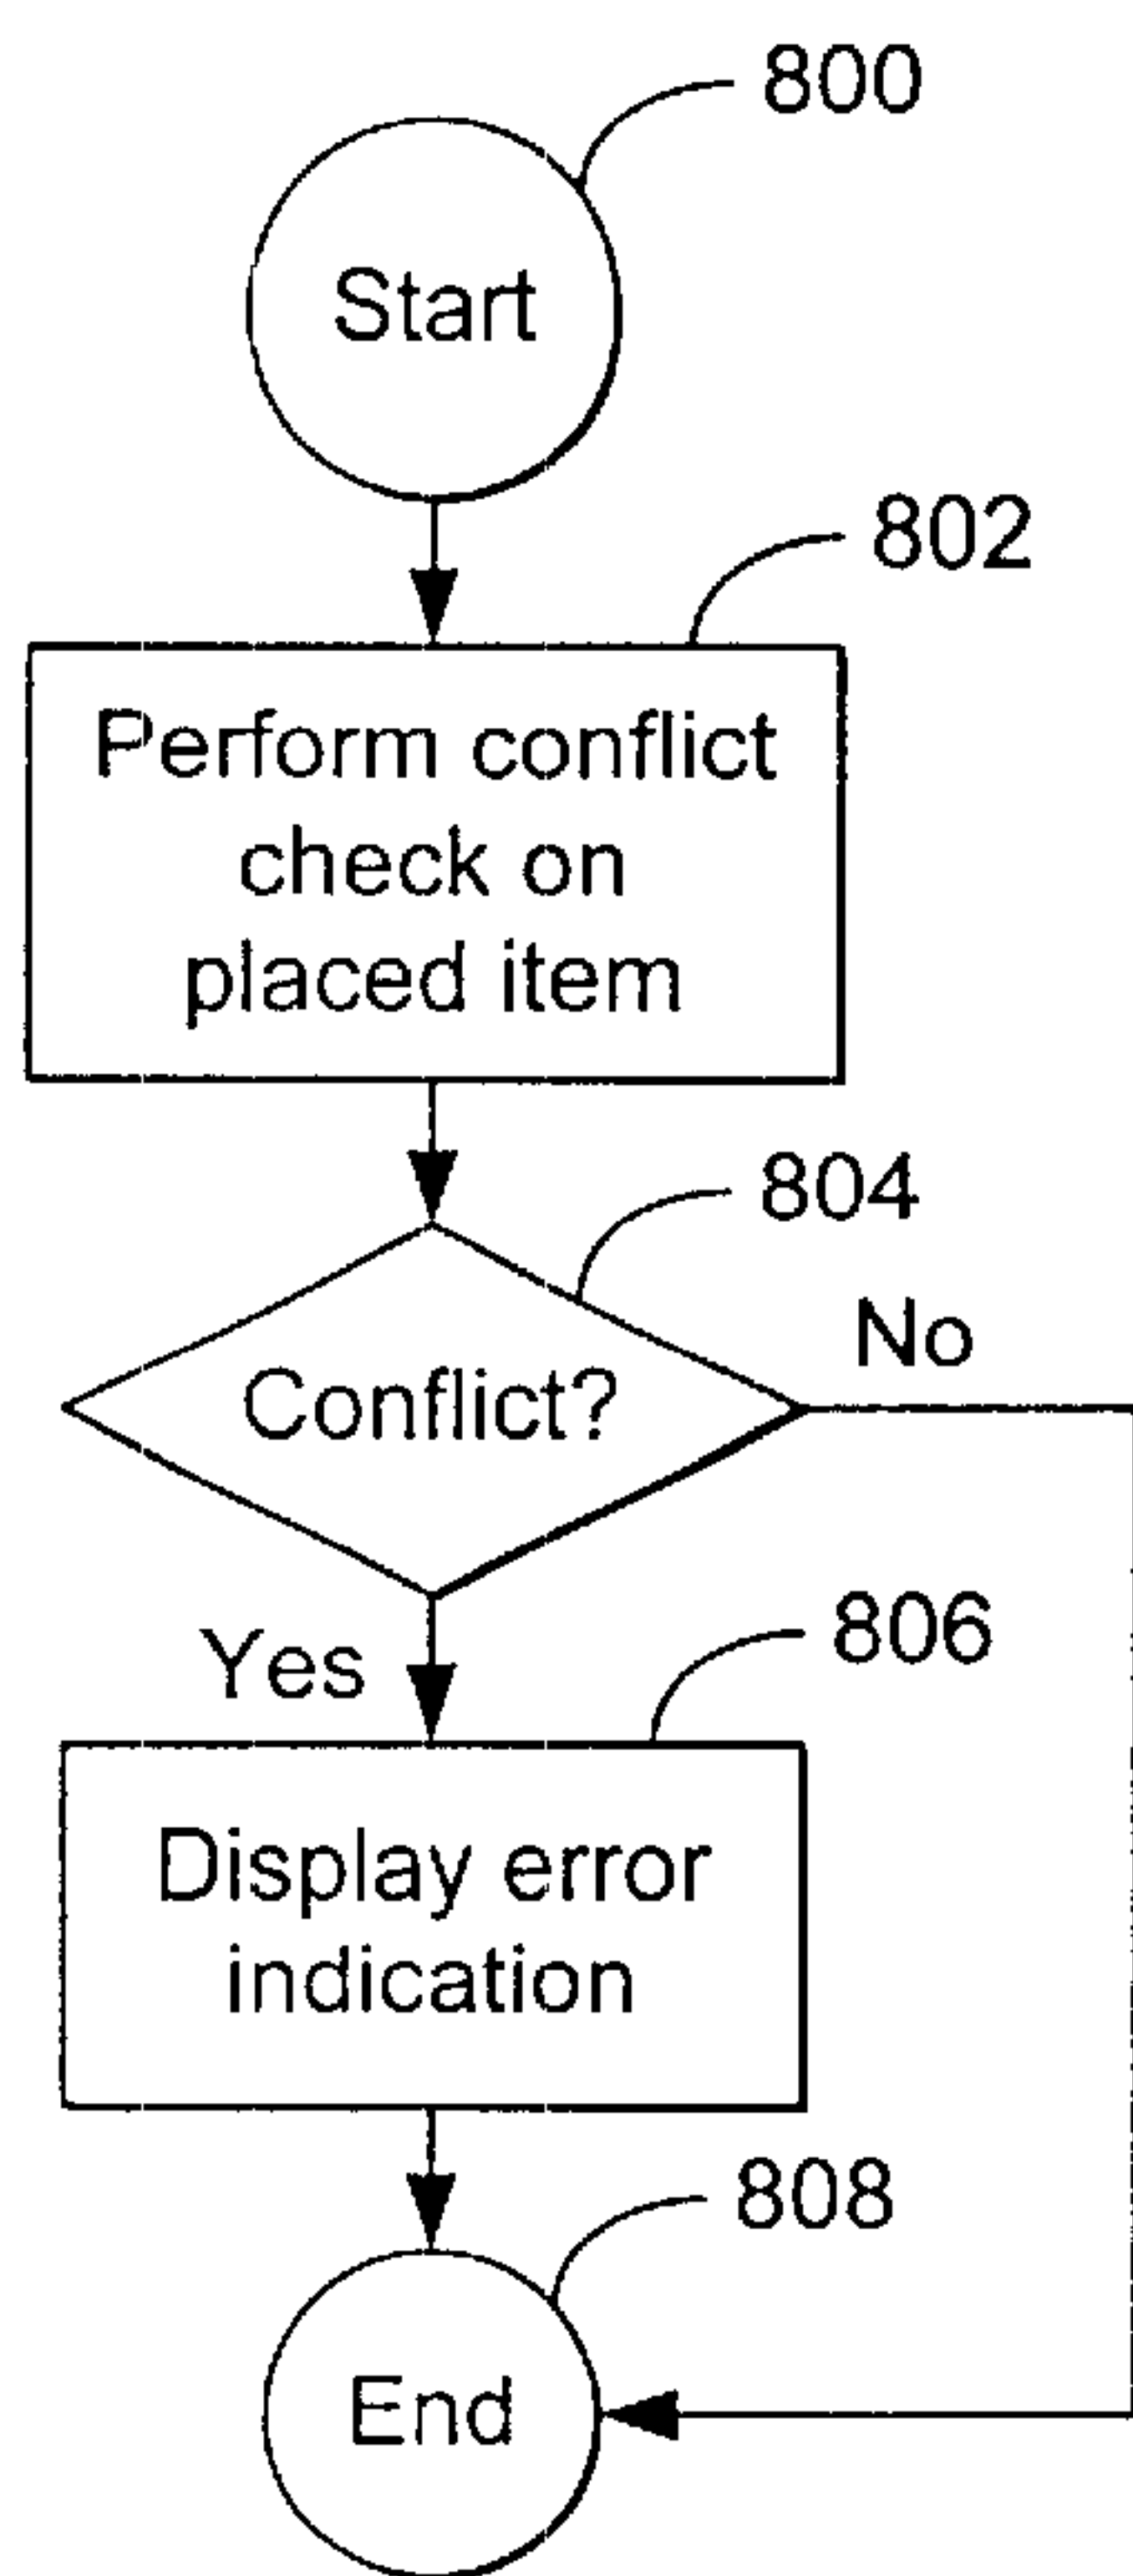 800
Start
802
Perform conflict
check on
placed item
804
No
Conflict?
Yes
806
Display error
indication
808
End